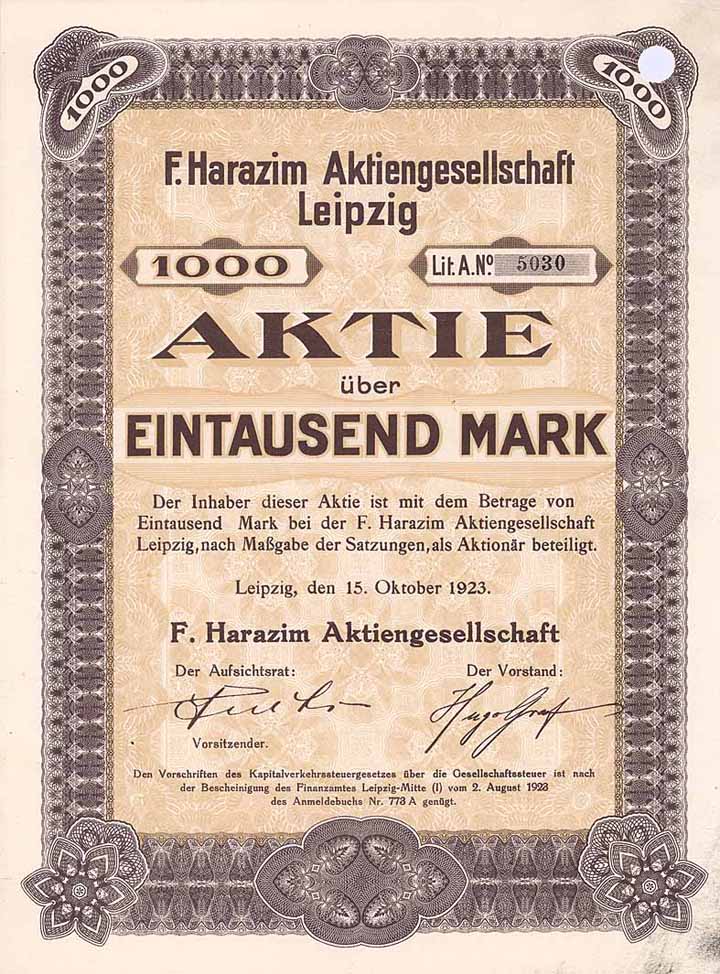 1000 1000
F. Harazim Aktiengesellschaft
Leipzig
1000 Lit. A. Nº 5030
AKTIE
über
EINTAUSEND MARK
Der Inhaber dieser Aktie ist mit dem Betrage von
Eintausend Mark bei der F. Harazim Aktiengesellschaft
Leipzig, nach Maßgabe der Satzungen, als Aktionär beteiligt.
Leipzig, den 15. Oktober 1923.
F. Harazim Aktiengesellschaft
Der Aufsichtsrat: Der Vorstand:
Hugo Graf
Vorsitzender.
Den Vorschriften des Kapitalverkehrssteuergesetzes über die Gesellschaftssteuer ist nach
der Bescheinigung des Finanzamtes Leipzig-Mitte (I) vom 2. August 1923
des Anmeldebuchs Nr. 773 A genügt.